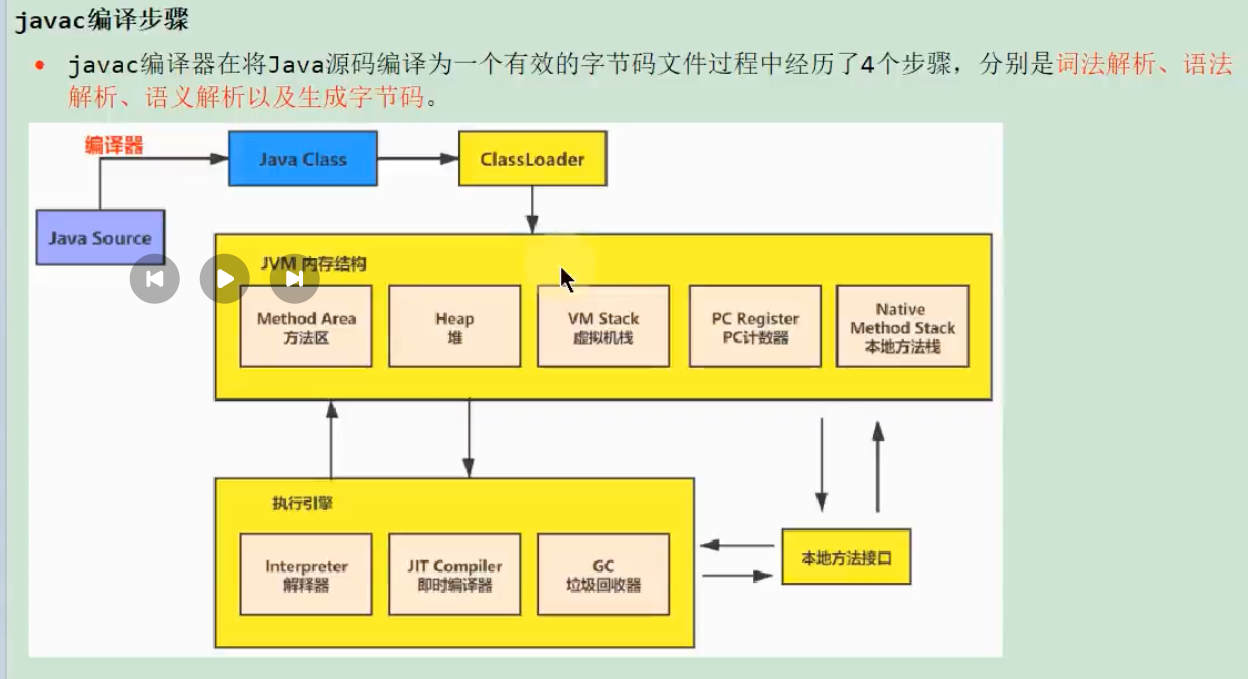 javac编译步骤
javac编译器在将Java源码编译为一个有效的字节码文件过程中经历了4个步骤，分别是词法解析、语法
解析、语义解析以及生成字节码。
编译器
Java Class
ClassLoader
Java Source
JVM 内存结构
Method Area
方法区
Heap
堆
VM Stack
虚拟机栈
PC Register
PC计数器
Native
Method Stack
本地方法栈
执行引擎
Interpreter
解释器
JIT Compiler
即时编译器
GC
垃圾回收器
本地方法接口